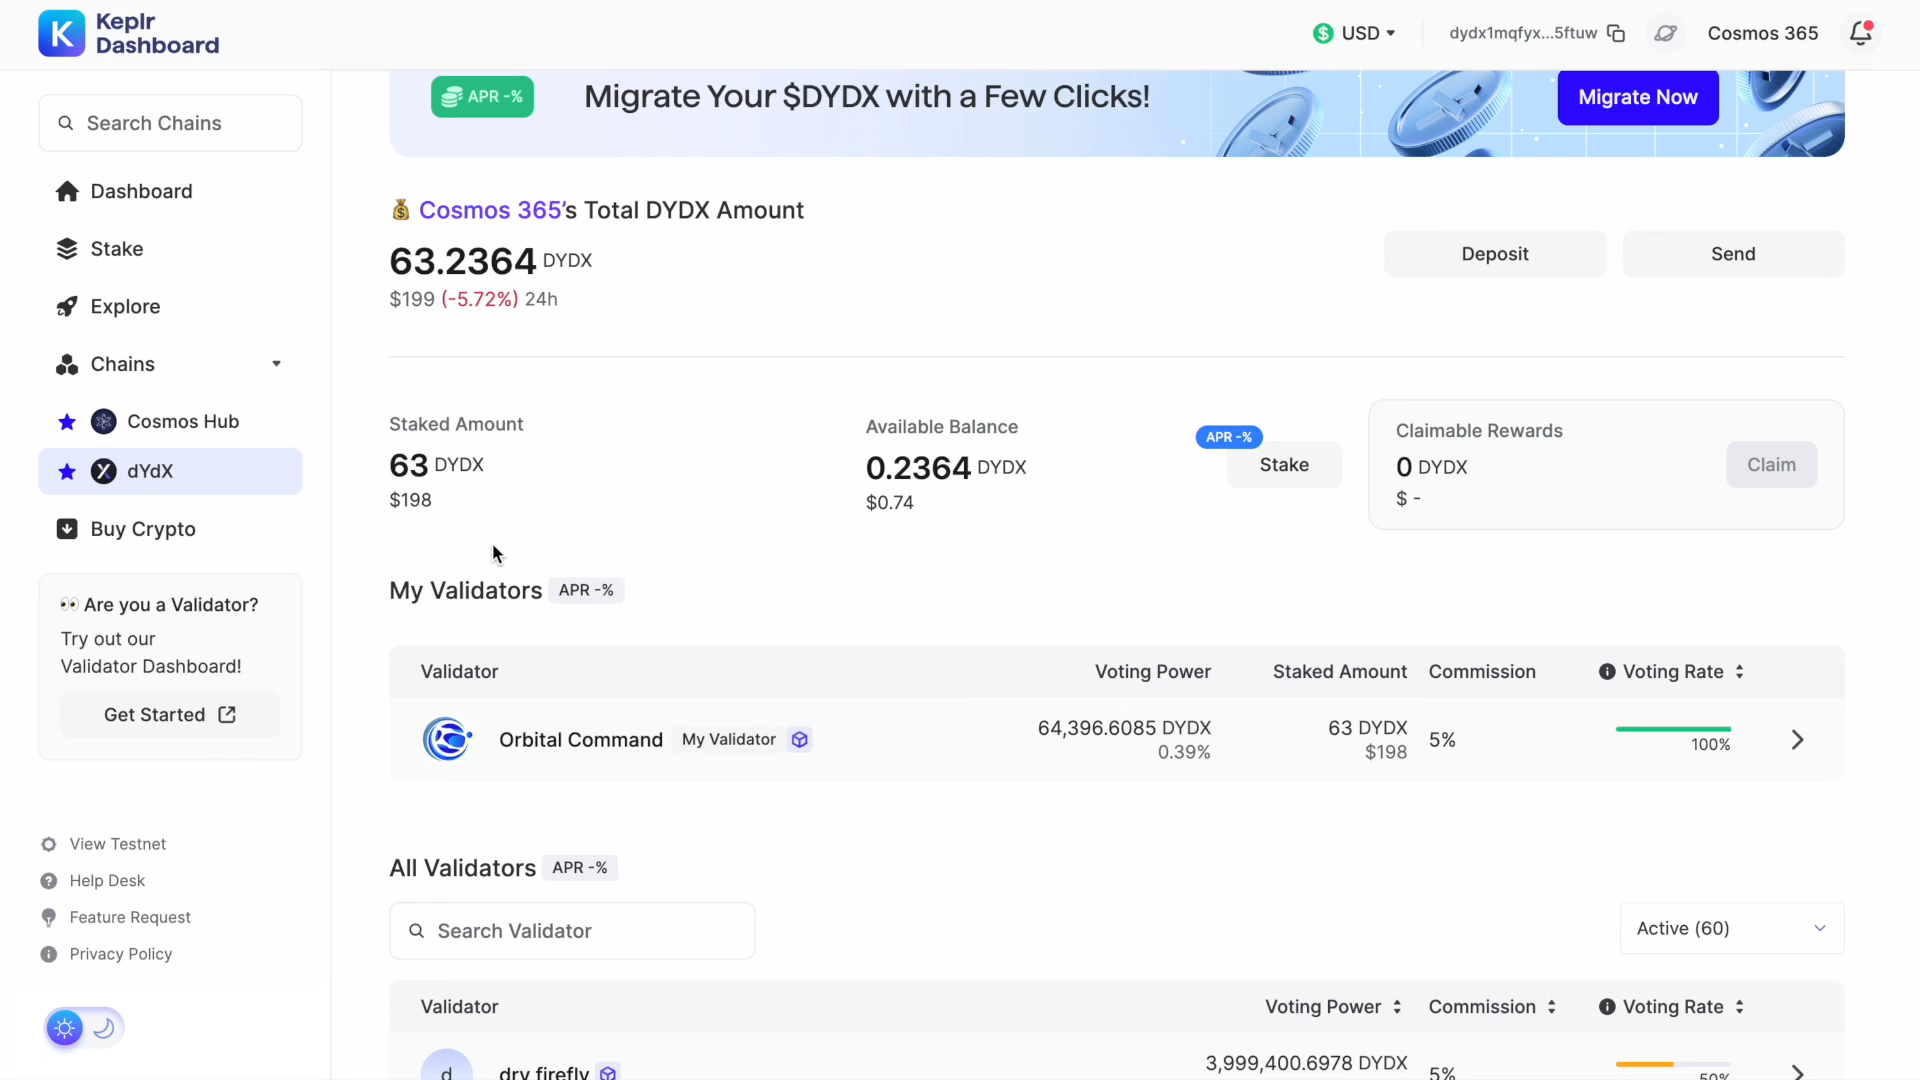 Keplr
Dashboard
USD
dydx1mqfyx...5ftuw
Cosmos 365
Search Chains
Dashboard
Stake
Explore
Chains
Cosmos Hub
dYdX
Buy Crypto
👀 Are you a Validator?
Try out our
Validator Dashboard!
Get Started
View Testnet
Help Desk
Feature Request
Privacy Policy
APR -%
Migrate Your $DYDX with a Few Clicks!
Migrate Now
💰 Cosmos 365's Total DYDX Amount
63.2364 DYDX
$199 (-5.72%) 24h
Deposit
Send
Staked Amount
63 DYDX
$198
Available Balance
0.2364 DYDX
$0.74
APR -%
Stake
Claimable Rewards
0 DYDX
$ -
Claim
My Validators APR -%
Validator Voting Power Staked Amount Commission Voting Rate
Orbital Command My Validator
64,396.6085 DYDX
0.39%
63 DYDX
$198
5%
100%
All Validators APR -%
Search Validator
Active (60)
Validator Voting Power Commission Voting Rate
d
dry firefly
3,999,400.6978 DYDX
5%
50%